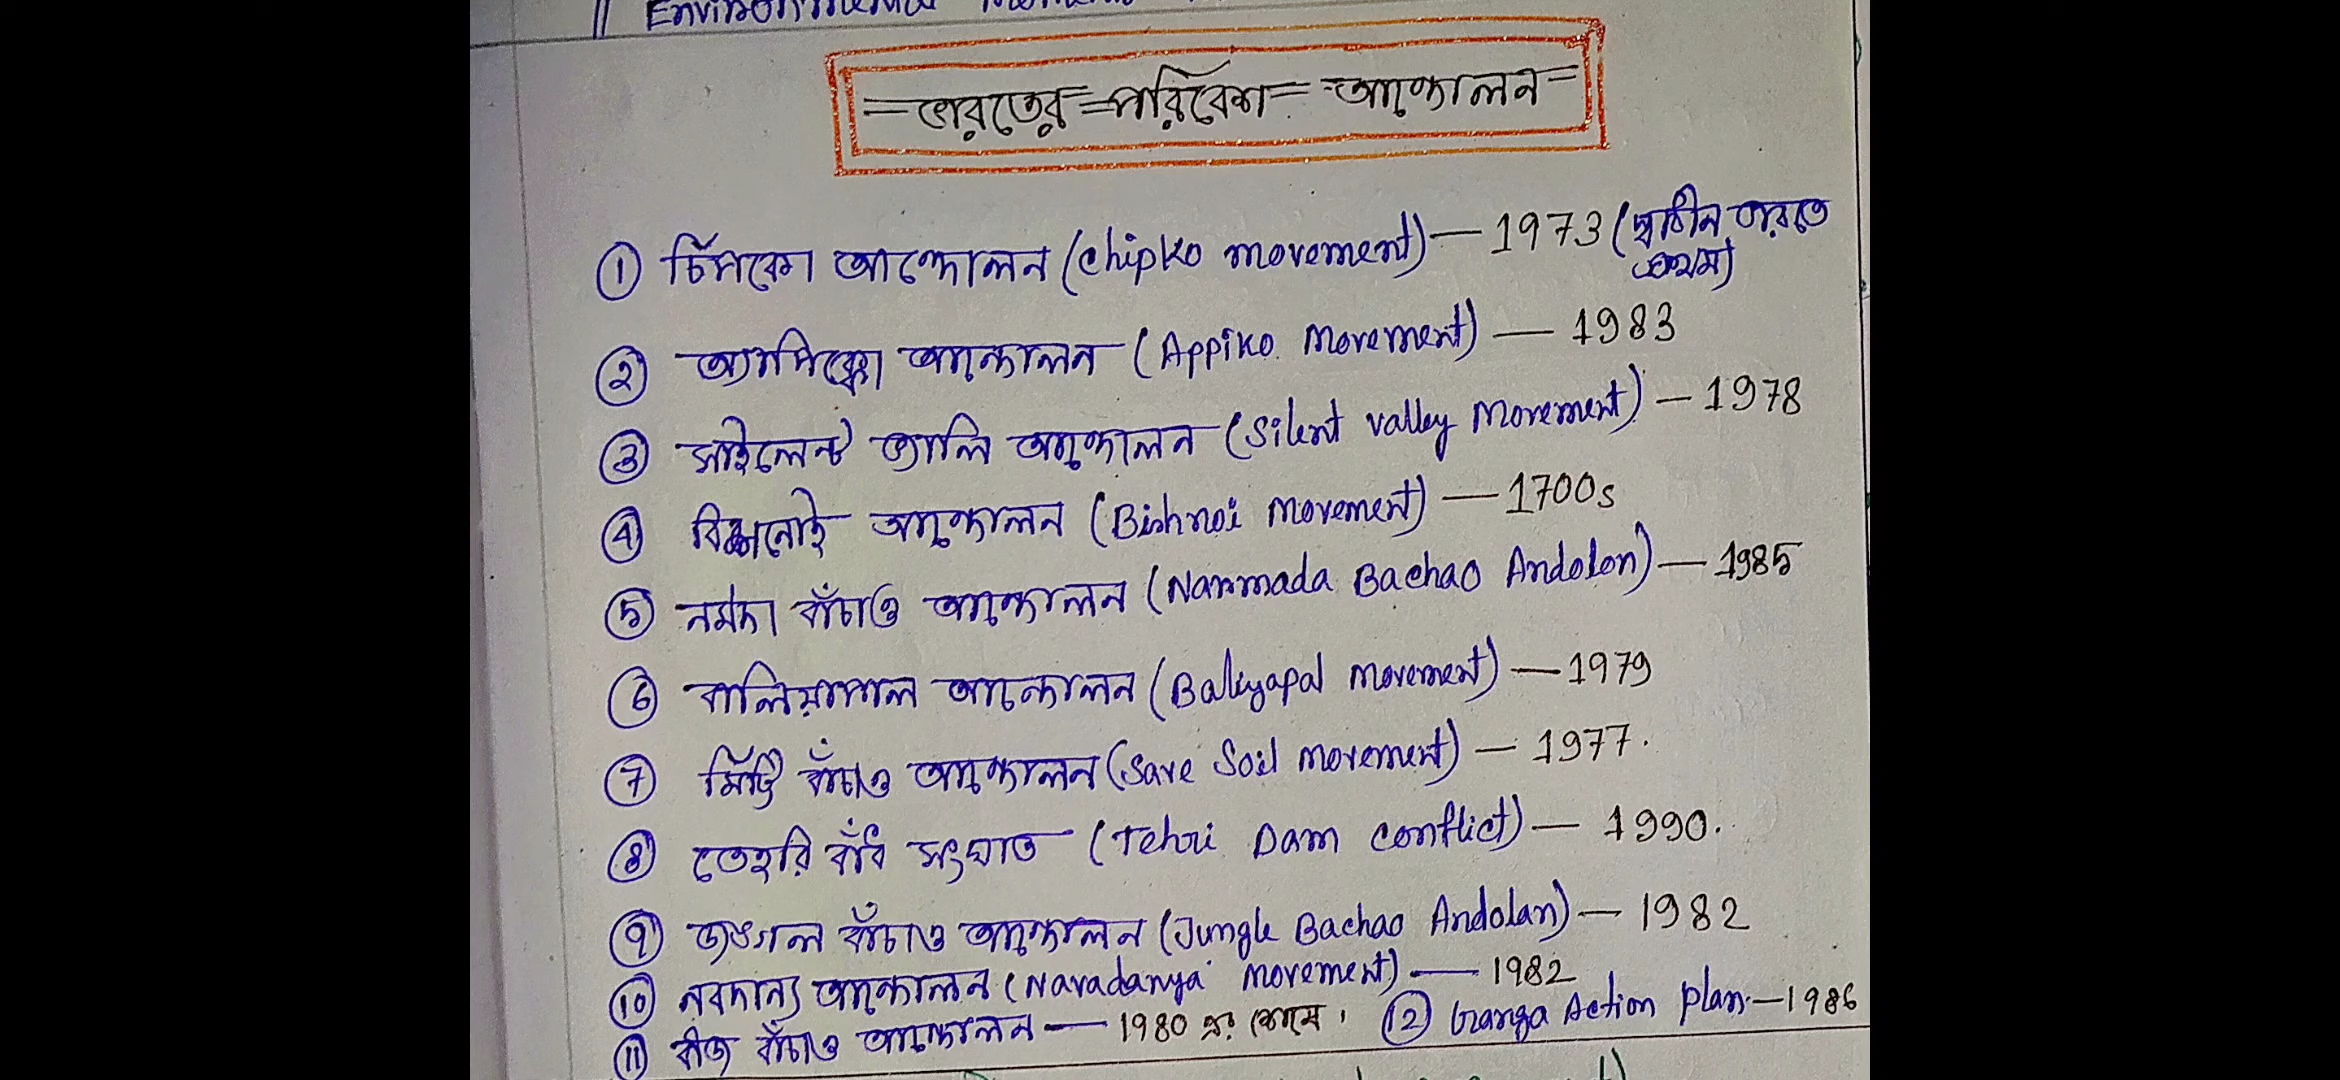 Environmental
ভারতের পরিবেশ আন্দোলন
① চিপকো আন্দোলন (Chipko movement) — 1973 (স্বাধীন ভারতে প্রথম)
② অ্যাপিক্কো আন্দোলন (Appiko Movement) — 1983
③ সাইলেন্ট ভ্যালি আন্দোলন (Silent valley Movement) — 1978
④ বিশনোই আন্দোলন (Bishnoi Movement) — 1700s
⑤ নর্মদা বাঁচাও আন্দোলন (Narmada Bachao Andolon) — 1985
⑥ বালিয়াপাল আন্দোলন (Baliyapal Movement) — 1979
⑦ মিট্টি বাঁচাও আন্দোলন (Save Soil Movement) — 1977.
⑧ তেহরি বাঁধ সংঘাত (Tehri Dam Conflict) — 1990.
⑨ জঙ্গল বাঁচাও আন্দোলন (Jungle Bachao Andolan) — 1982
⑩ নবদান্য আন্দোলন (Navadanya Movement) — 1982
⑪ বীজ বাঁচাও আন্দোলন — 1980 র শেষে। ⑫ Ganga Action Plan — 1986